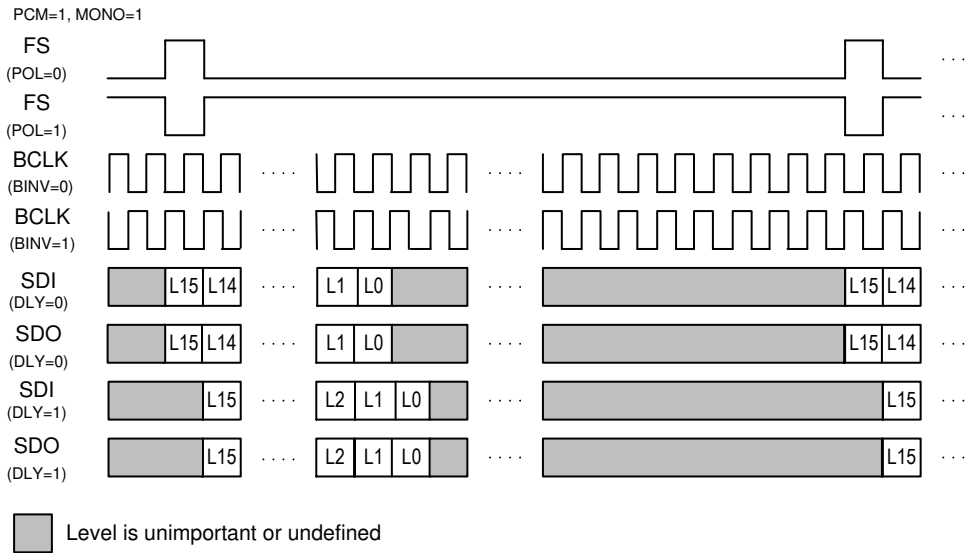 PCM=1, MONO=1
FS
(POL=0)
. . .
FS
(POL=1)
. . .
BCLK
(BINV=0)
. . . .
. . . .
. . .
BCLK
(BINV=1)
. . . .
. . . .
. . .
SDI
(DLY=0)
L15 L14 . . . . L1 L0 . . . . L15 L14 . . .
SDO
(DLY=0)
L15 L14 . . . . L1 L0 . . . . L15 L14 . . .
SDI
(DLY=1)
L15 . . . . L2 L1 L0 . . . . L15 . . .
SDO
(DLY=1)
L15 . . . . L2 L1 L0 . . . . L15 . . .
Level is unimportant or undefined